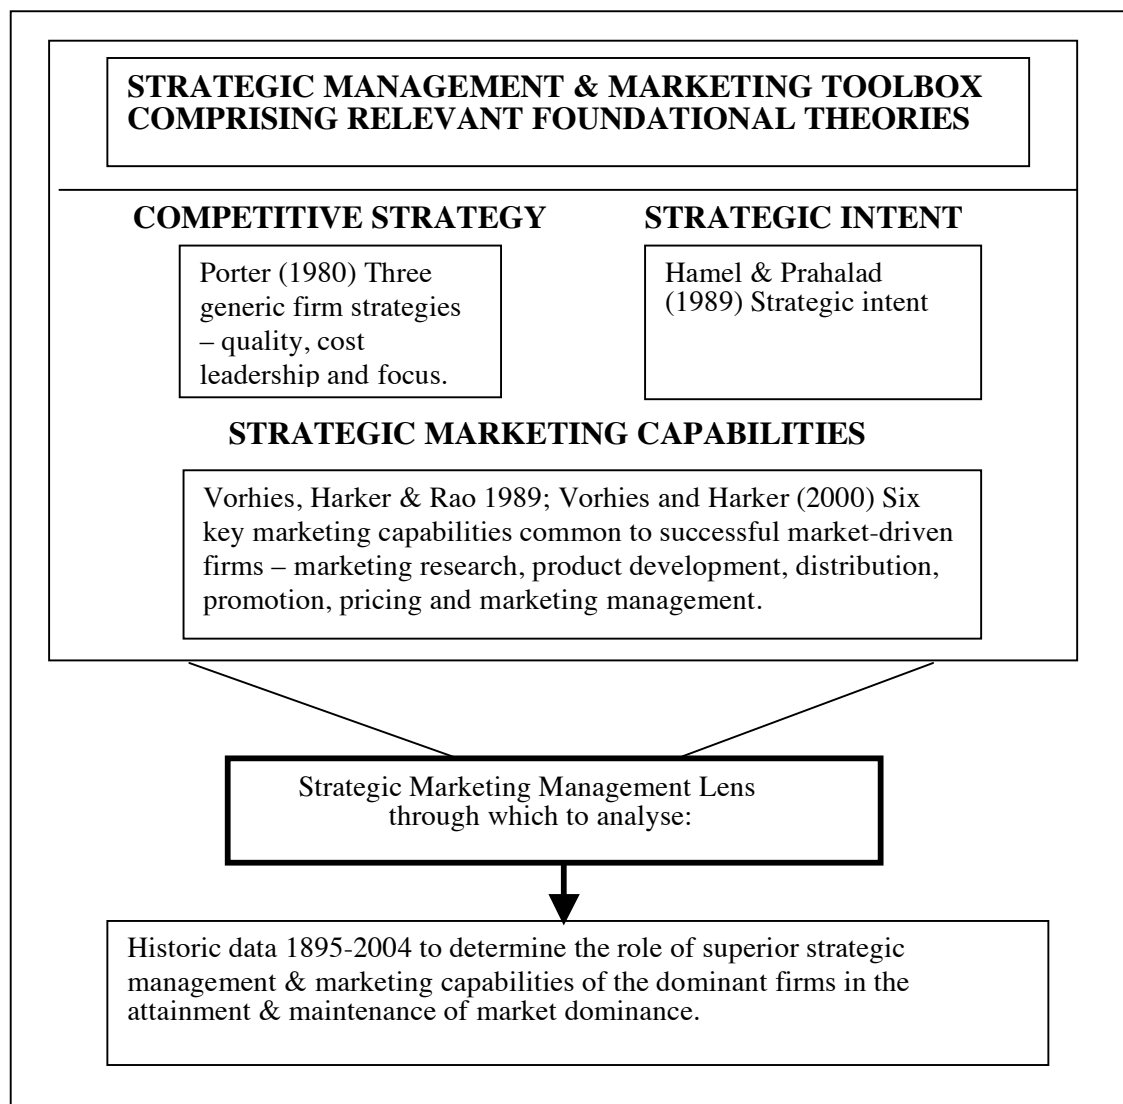 STRATEGIC MANAGEMENT & MARKETING TOOLBOX
COMPRISING RELEVANT FOUNDATIONAL THEORIES
COMPETITIVE STRATEGY
STRATEGIC INTENT
Porter (1980) Three
generic firm strategies
– quality, cost
leadership and focus.
Hamel & Prahalad
(1989) Strategic intent
STRATEGIC MARKETING CAPABILITIES
Vorhies, Harker & Rao 1989; Vorhies and Harker (2000) Six
key marketing capabilities common to successful market-driven
firms – marketing research, product development, distribution,
promotion, pricing and marketing management.
Strategic Marketing Management Lens
through which to analyse:
Historic data 1895-2004 to determine the role of superior strategic
management & marketing capabilities of the dominant firms in the
attainment & maintenance of market dominance.